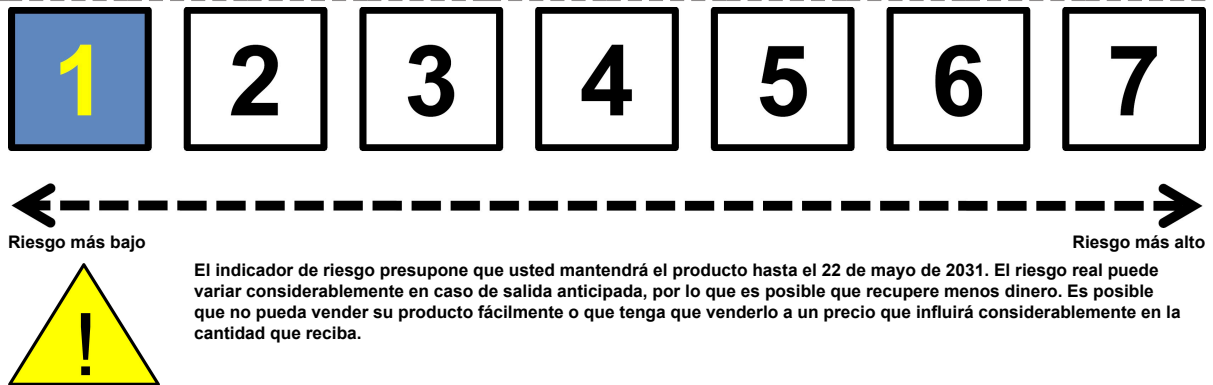 1 2 3 4 5 6 7
Riesgo más bajo Riesgo más alto
El indicador de riesgo presupone que usted mantendrá el producto hasta el 22 de mayo de 2031. El riesgo real puede
variar considerablemente en caso de salida anticipada, por lo que es posible que recupere menos dinero. Es posible
que no pueda vender su producto fácilmente o que tenga que venderlo a un precio que influirá considerablemente en la
cantidad que reciba.
!